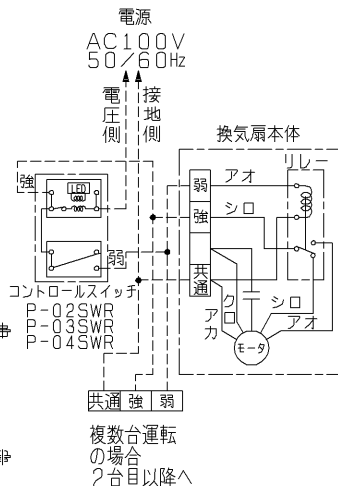 電源
AC100V
50/60Hz
電圧側
接地側
換気扇本体
リレー
強
LED
弱
弱
強
共通
アオ
シロ
コントロールスイッチ
P-02SWR
P-03SWR
P-04SWR
クロ
アカ
シロ
アオ
モータ
共通 強 弱
複数台運転
の場合
2台目以降へ